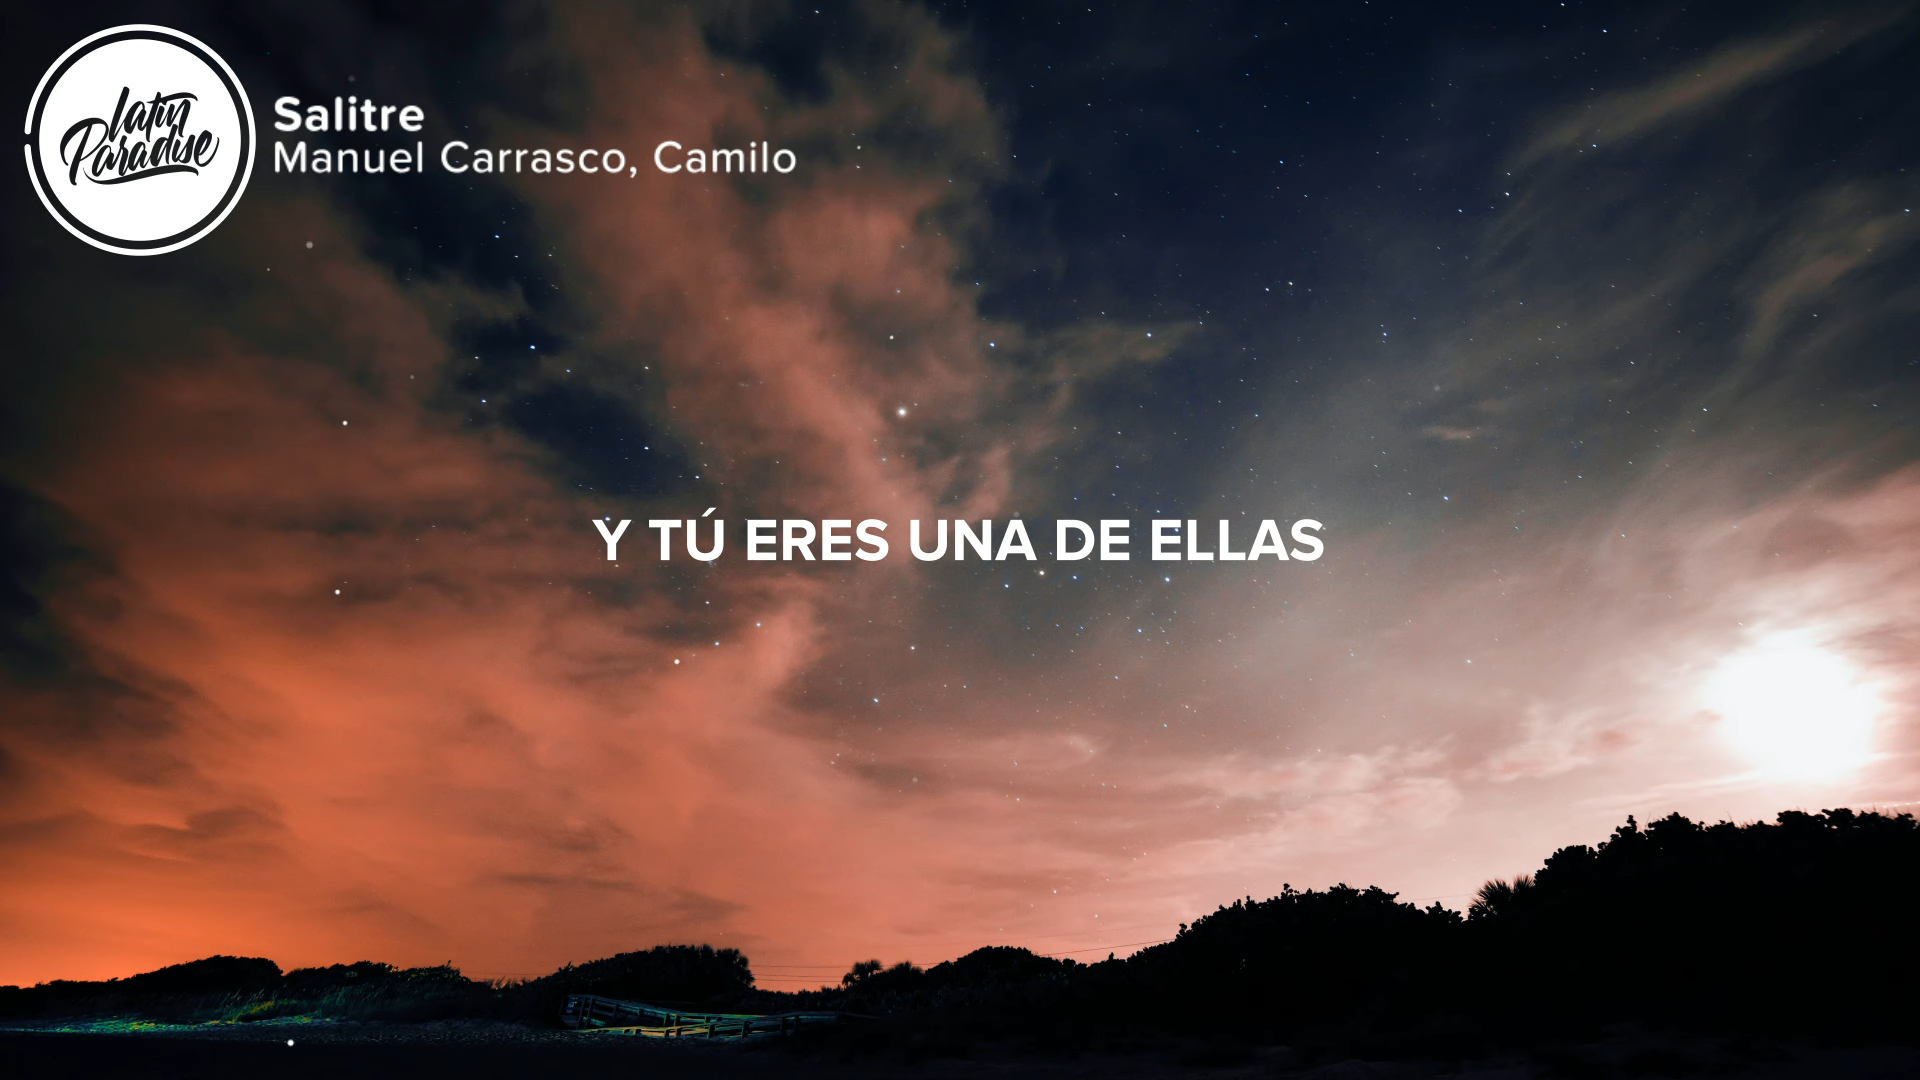 Latin
Paradise
Salitre
Manuel Carrasco, Camilo
Y TÚ ERES UNA DE ELLAS